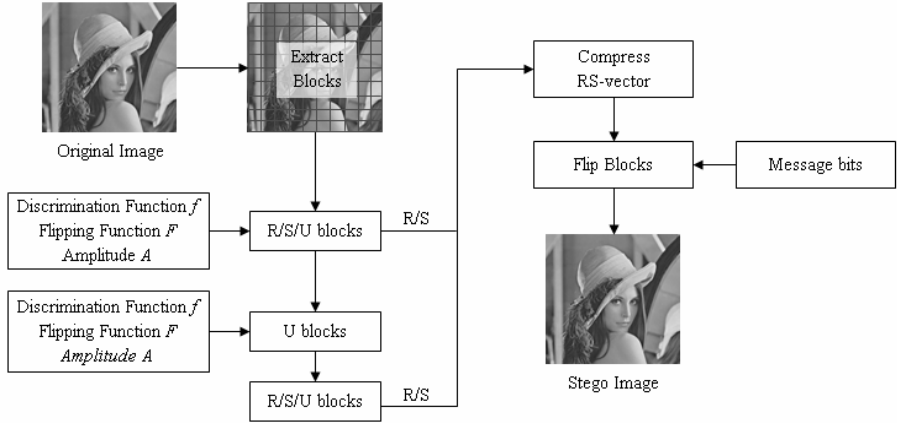 Extract
Blocks
Original Image
Compress
RS-vector
Flip Blocks
Message bits
Discrimination Function f
Flipping Function F
Amplitude A
R/S/U blocks
R/S
Discrimination Function f
Flipping Function F
Amplitude A
U blocks
R/S/U blocks
R/S
Stego Image